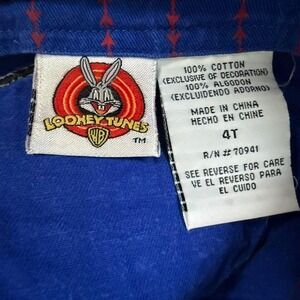 LOONEY TUNES
WB
TM
100% COTTON
(EXCLUSIVE OF DECORATION)
100% ALGODON
(EXCLUIDENDO ADORNO)
MADE IN CHINA
HECHO EN CHINE
4T
R/N #70941
SEE REVERSE FOR CARE
VE EL REVERSO PARA
EL CUIDO